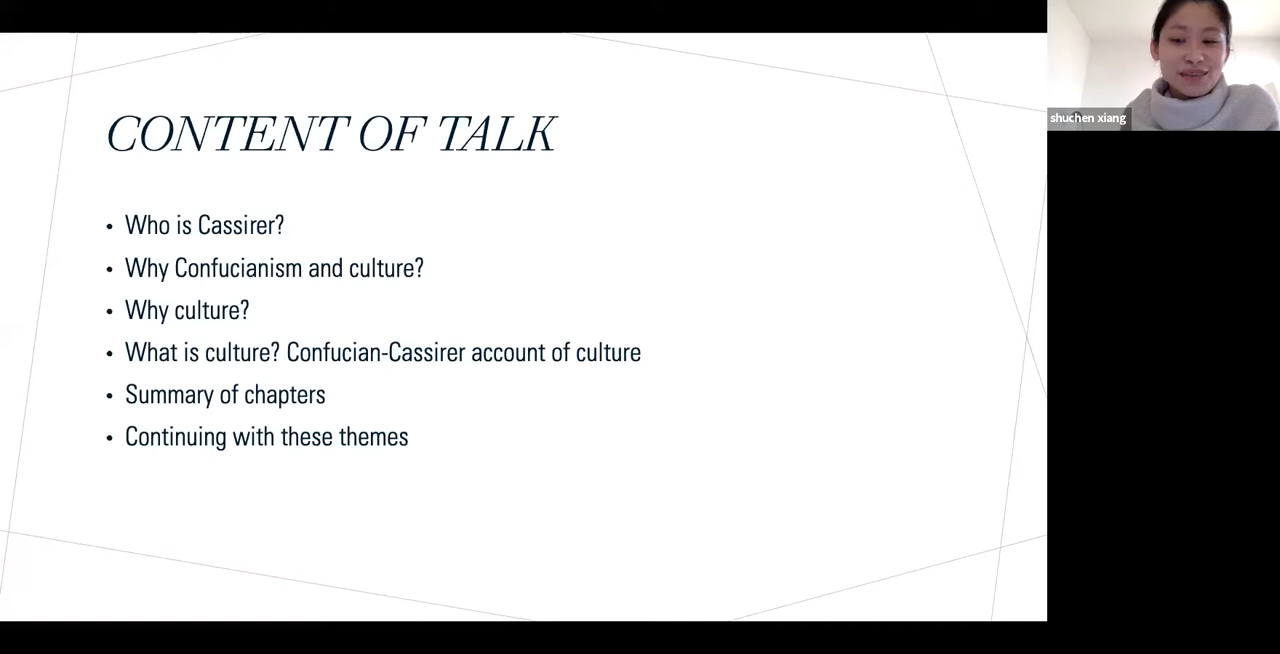 CONTENT OF TALK
• Who is Cassirer?
• Why Confucianism and culture?
• Why culture?
• What is culture? Confucian-Cassirer account of culture
• Summary of chapters
• Continuing with these themes
shuchen xiang